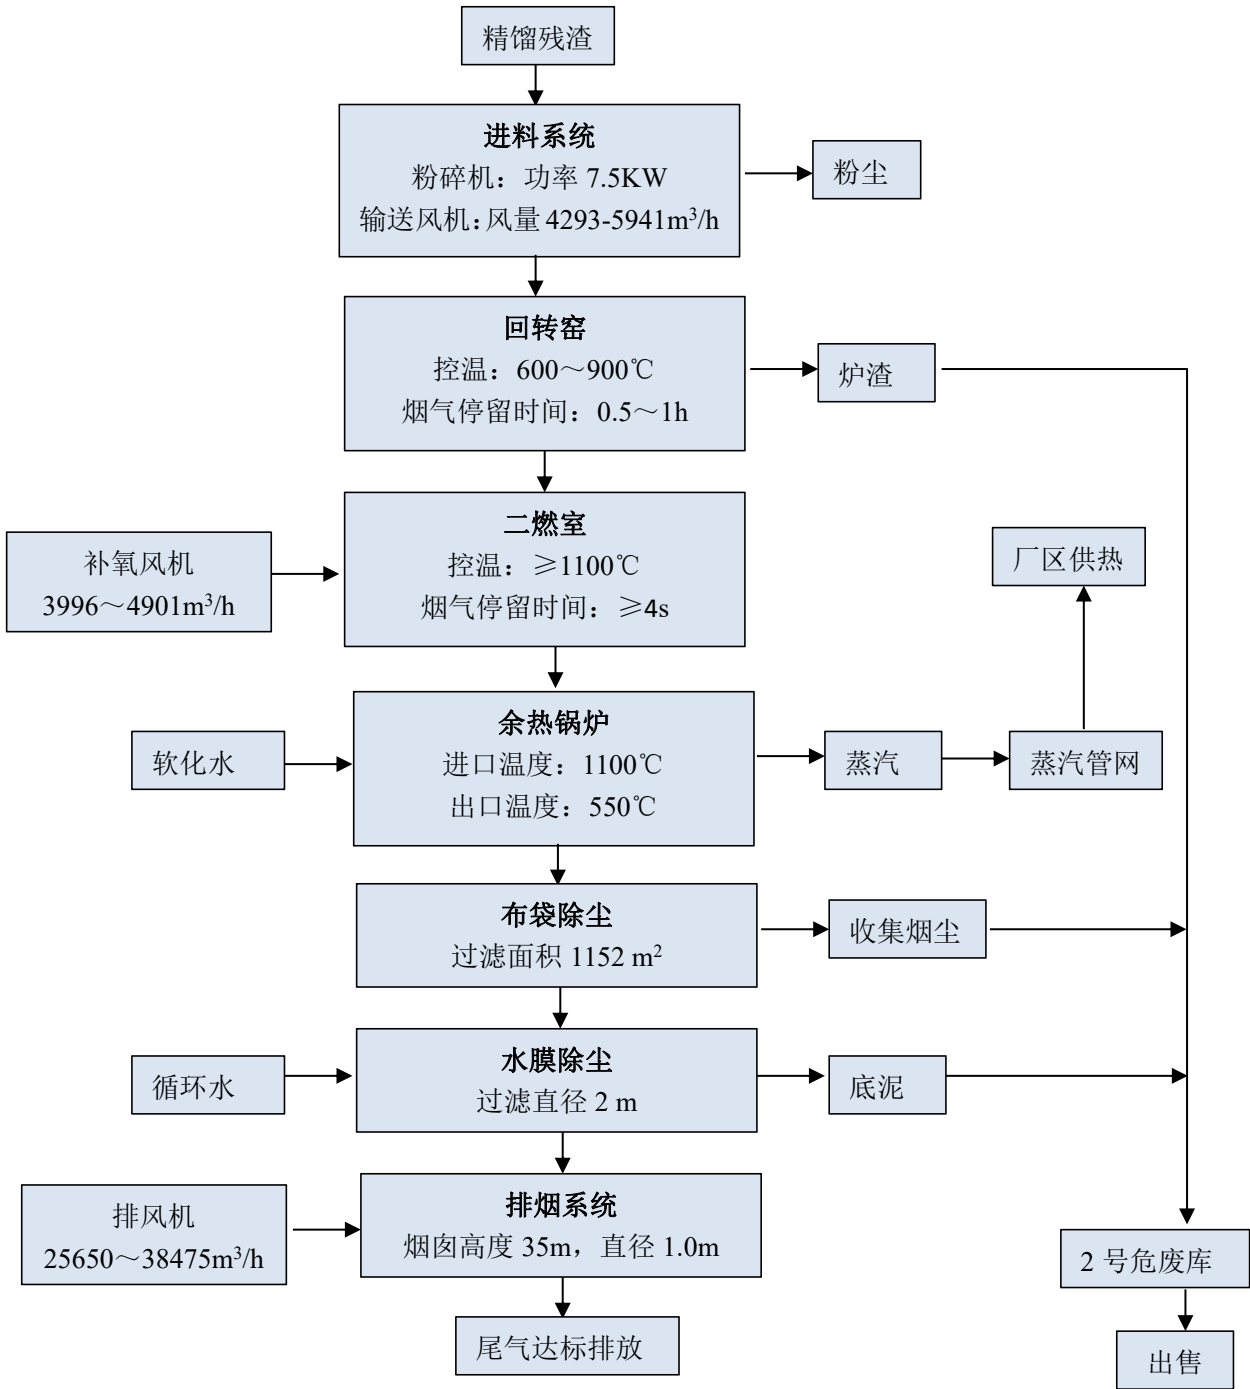 精馏残渣
进料系统
粉碎机：功率 7.5KW
输送风机：风量 4293-5941m³/h
粉尘
回转窑
控温：600～900℃
烟气停留时间：0.5～1h
炉渣
二燃室
控温：≥1100℃
烟气停留时间：≥4s
补氧风机
3996～4901m³/h
厂区供热
余热锅炉
进口温度：1100℃
出口温度：550℃
软化水
蒸汽
蒸汽管网
布袋除尘
过滤面积 1152 m²
收集烟尘
水膜除尘
过滤直径 2 m
循环水
底泥
排烟系统
烟囱高度 35m，直径 1.0m
排风机
25650～38475m³/h
2 号危废库
尾气达标排放
出售